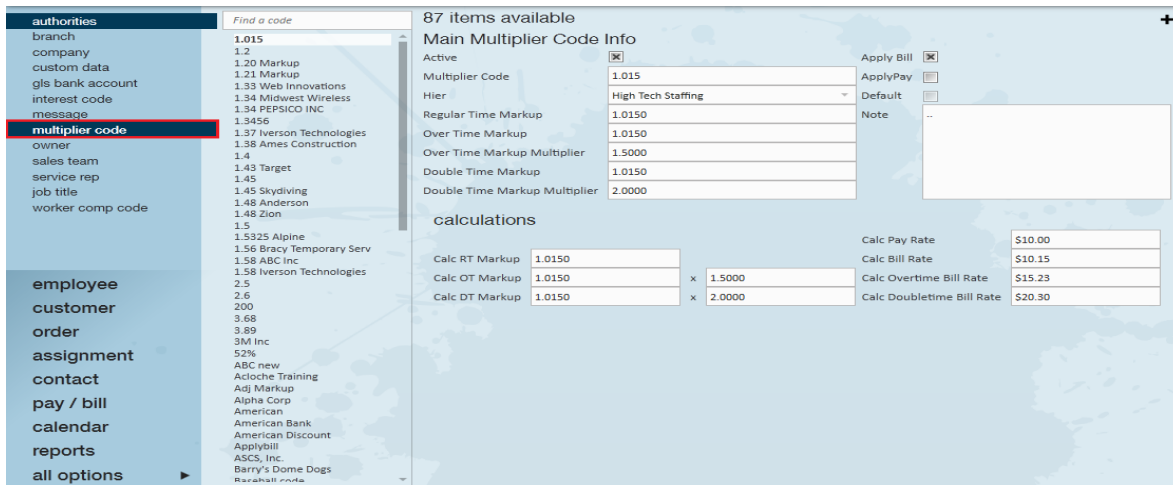 authorities
branch
company
custom data
gls bank account
interest code
message
multiplier code
owner
sales team
service rep
job title
worker comp code
employee
customer
order
assignment
contact
pay / bill
calendar
reports
all options
Find a code
1.015
1.2
1.20 Markup
1.21 Markup
1.33 Web Innovations
1.34 Midwest Wireless
1.34 PEPSICO INC
1.3456
1.37 Iverson Technologies
1.38 Ames Construction
1.4
1.43 Target
1.45
1.45 Skydiving
1.48 Anderson
1.48 Zion
1.5
1.5325 Alpine
1.56 Bracy Temporary Serv
1.58 ABC Inc
1.58 Iverson Technologies
2.5
2.6
200
3.68
3.89
3M Inc
52%
ABC new
Acloche Training
Adj Markup
Alpha Corp
American
American Bank
American Discount
Applybill
ASCS, Inc.
Barry's Dome Dogs
Baseball code
87 items available
+
Main Multiplier Code Info
Active
Apply Bill
Multiplier Code 1.015
ApplyPay
Hier High Tech Staffing
Default
Regular Time Markup 1.0150
Note ..
Over Time Markup 1.0150
Over Time Markup Multiplier 1.5000
Double Time Markup 1.0150
Double Time Markup Multiplier 2.0000
calculations
Calc Pay Rate $10.00
Calc RT Markup 1.0150
Calc Bill Rate $10.15
Calc OT Markup 1.0150 x 1.5000
Calc Overtime Bill Rate $15.23
Calc DT Markup 1.0150 x 2.0000
Calc Doubletime Bill Rate $20.30